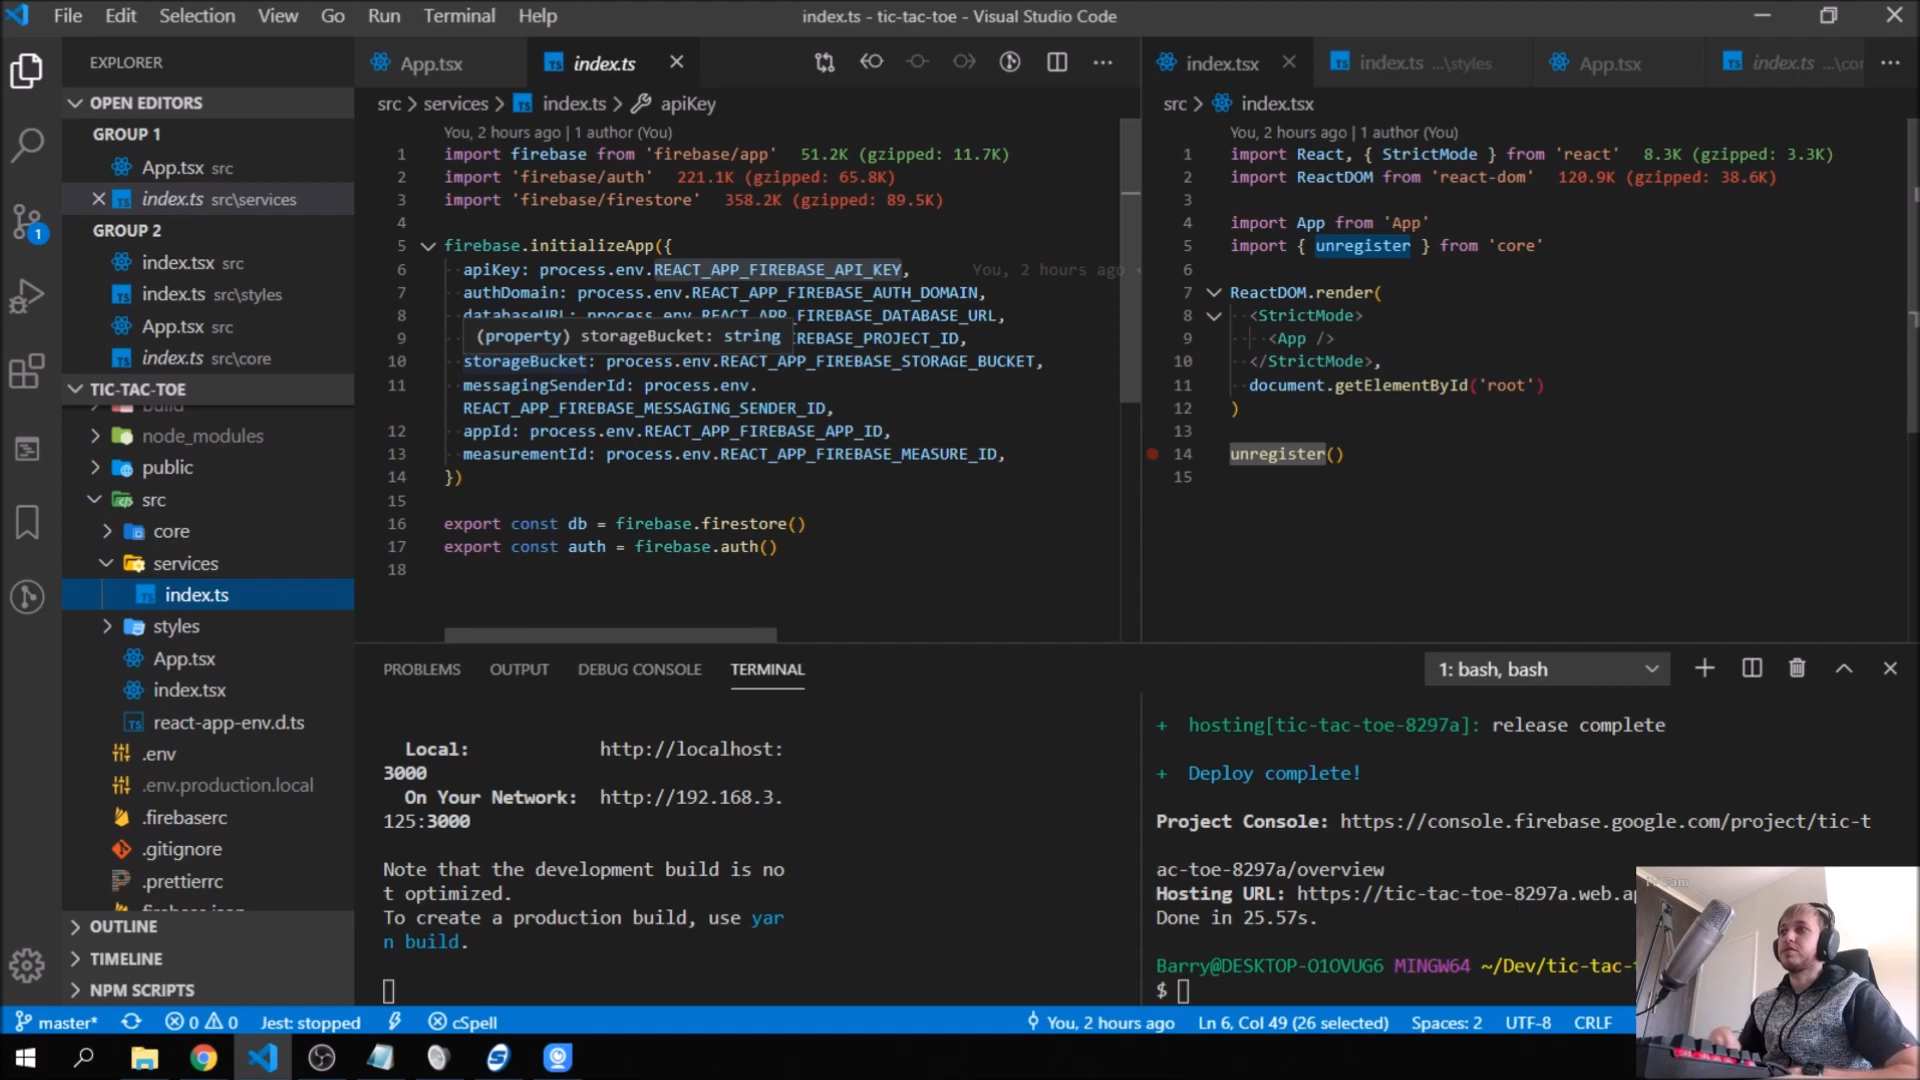 File Edit Selection View Go Run Terminal Help
index.ts - tic-tac-toe - Visual Studio Code
EXPLORER
OPEN EDITORS
GROUP 1
App.tsx src
index.ts src\services
GROUP 2
index.tsx src
index.ts src\styles
App.tsx src
index.ts src\core
TIC-TAC-TOE
build
node_modules
public
src
core
services
index.ts
styles
App.tsx
index.tsx
react-app-env.d.ts
.env
.env.production.local
.firebaserc
.gitignore
.prettierrc
OUTLINE
TIMELINE
NPM SCRIPTS
1
App.tsx index.ts
src > services > index.ts > apiKey
You, 2 hours ago | 1 author (You)
1 import firebase from 'firebase/app' 51.2K (gzipped: 11.7K)
2 import 'firebase/auth' 221.1K (gzipped: 65.8K)
3 import 'firebase/firestore' 358.2K (gzipped: 89.5K)
4
5 firebase.initializeApp({
6 apiKey: process.env.REACT_APP_FIREBASE_API_KEY, You, 2 hours ago
7 authDomain: process.env.REACT_APP_FIREBASE_AUTH_DOMAIN,
8 databaseURL: process.env.REACT_APP_FIREBASE_DATABASE_URL,
(property) storageBucket: string
9 REBASE_PROJECT_ID,
10 storageBucket: process.env.REACT_APP_FIREBASE_STORAGE_BUCKET,
11 messagingSenderId: process.env.
REACT_APP_FIREBASE_MESSAGING_SENDER_ID,
12 appId: process.env.REACT_APP_FIREBASE_APP_ID,
13 measurementId: process.env.REACT_APP_FIREBASE_MEASURE_ID,
14 })
15
16 export const db = firebase.firestore()
17 export const auth = firebase.auth()
18
index.tsx index.ts ...\styles App.tsx index.ts ...\cor
src > index.tsx
You, 2 hours ago | 1 author (You)
1 import React, { StrictMode } from 'react' 8.3K (gzipped: 3.3K)
2 import ReactDOM from 'react-dom' 120.9K (gzipped: 38.6K)
3
4 import App from 'App'
5 import { unregister } from 'core'
6
7 ReactDOM.render(
8 <StrictMode>
9 <App />
10 </StrictMode>,
11 document.getElementById('root')
12 )
13
14 unregister()
15
PROBLEMS OUTPUT DEBUG CONSOLE TERMINAL
1: bash, bash
Local: http://localhost:
3000
On Your Network: http://192.168.3.
125:3000
Note that the development build is no
t optimized.
To create a production build, use yar
n build.
+ hosting[tic-tac-toe-8297a]: release complete
+ Deploy complete!
Project Console: https://console.firebase.google.com/project/tic-t
ac-toe-8297a/overview
Hosting URL: https://tic-tac-toe-8297a.web.ap
Done in 25.57s.
Barry@DESKTOP-O1OVUG6 MINGW64 ~/Dev/tic-tac-
$
master* 0 0 Jest: stopped cSpell You, 2 hours ago Ln 6, Col 49 (26 selected) Spaces: 2 UTF-8 CRLF